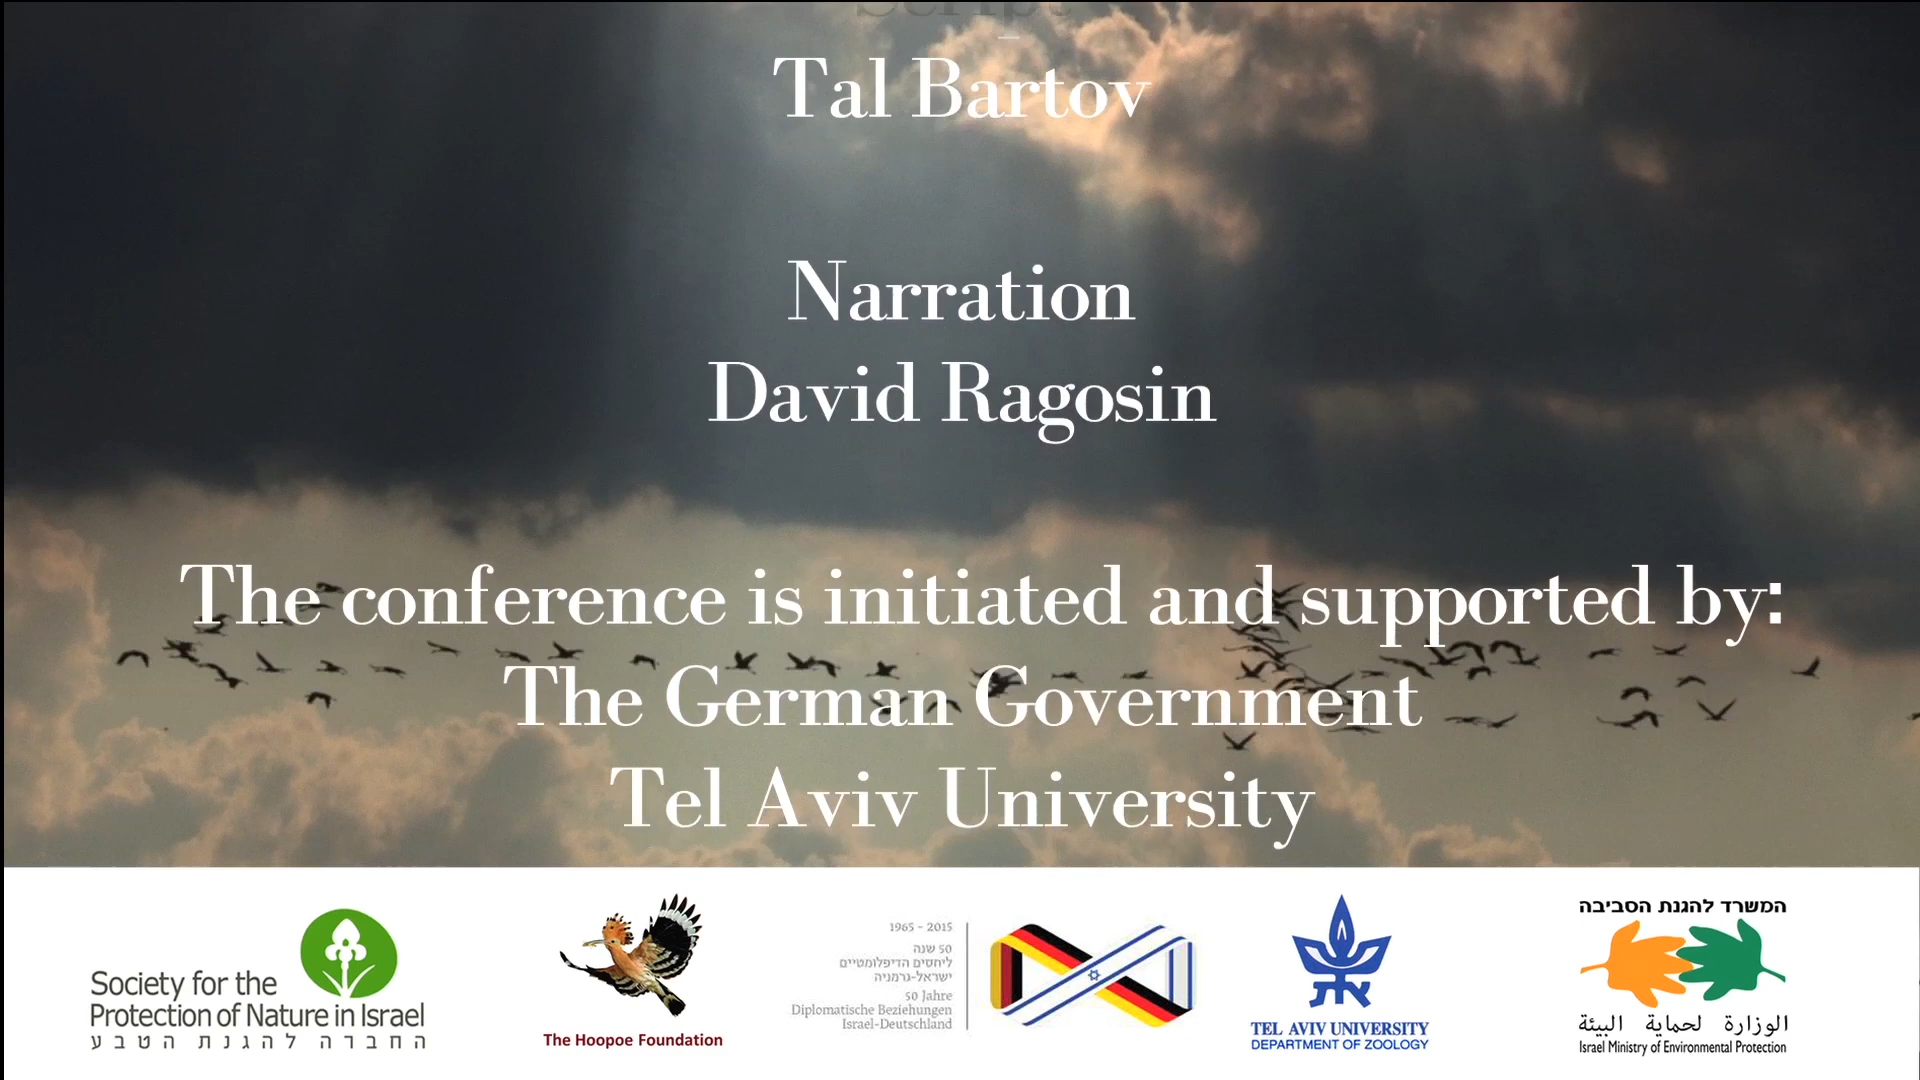 Script
Tal Bartov
Narration
David Ragosin
The conference is initiated and supported by:
The German Government
Tel Aviv University
Society for the
Protection of Nature in Israel
החברה להגנת הטבע
The Hoopoe Foundation
1965 - 2015
50 שנה
ליחסים הדיפלומטיים
ישראל-גרמניה
50 Jahre
Diplomatische Beziehungen
Israel-Deutschland
TEL AVIV UNIVERSITY
DEPARTMENT OF ZOOLOGY
המשרד להגנת הסביבה
الوزارة لحماية البيئة
Israel Ministry of Environmental Protection